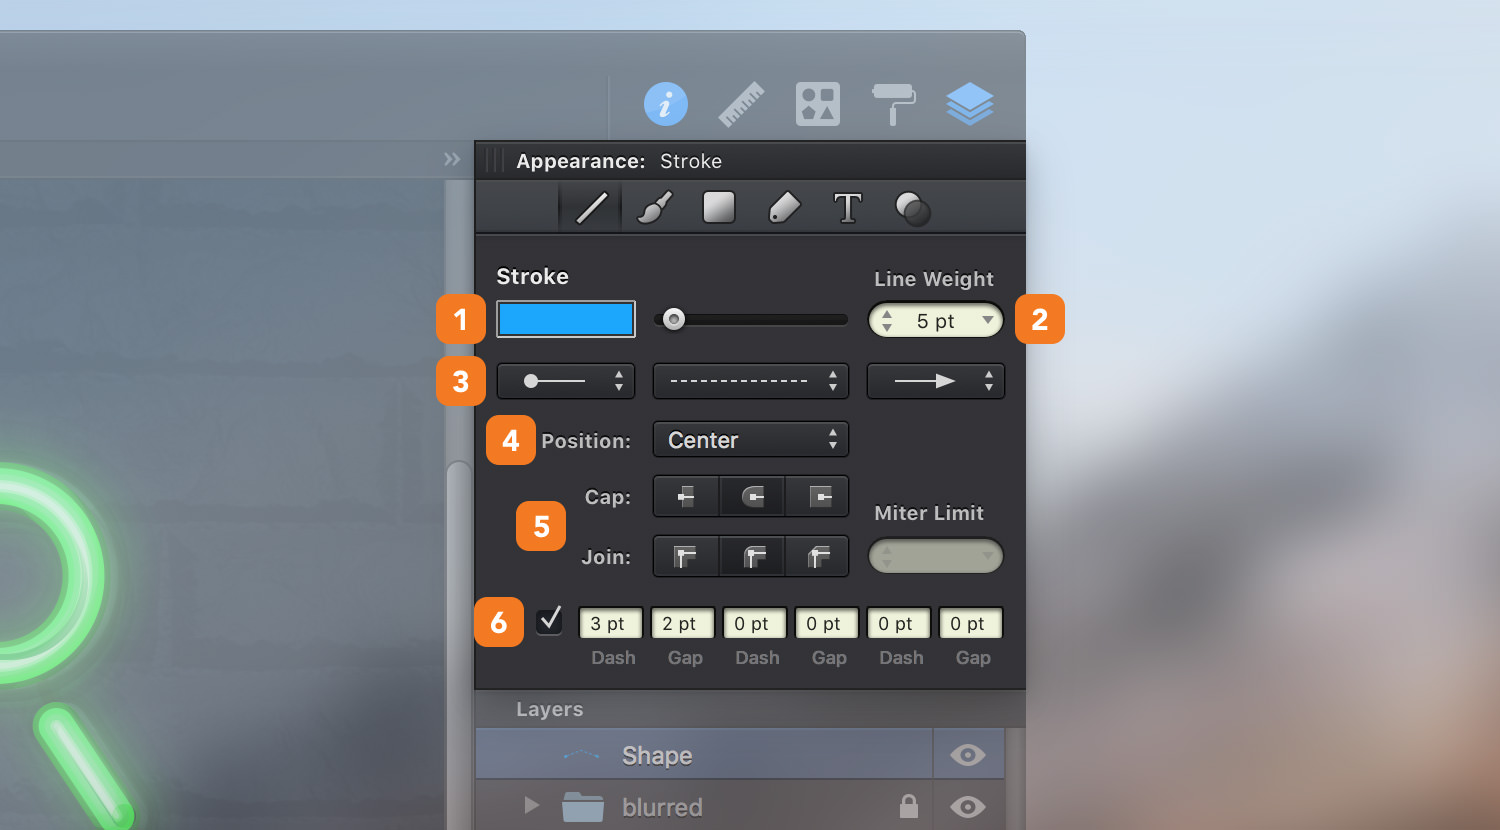 Appearance: Stroke
T
Stroke
Line Weight
1
5 pt
2
3
4
Position:
Center
Cap:
5
Miter Limit
Join:
6
3 pt
2 pt
0 pt
0 pt
0 pt
0 pt
Dash
Gap
Dash
Gap
Dash
Gap
Layers
Shape
blurred